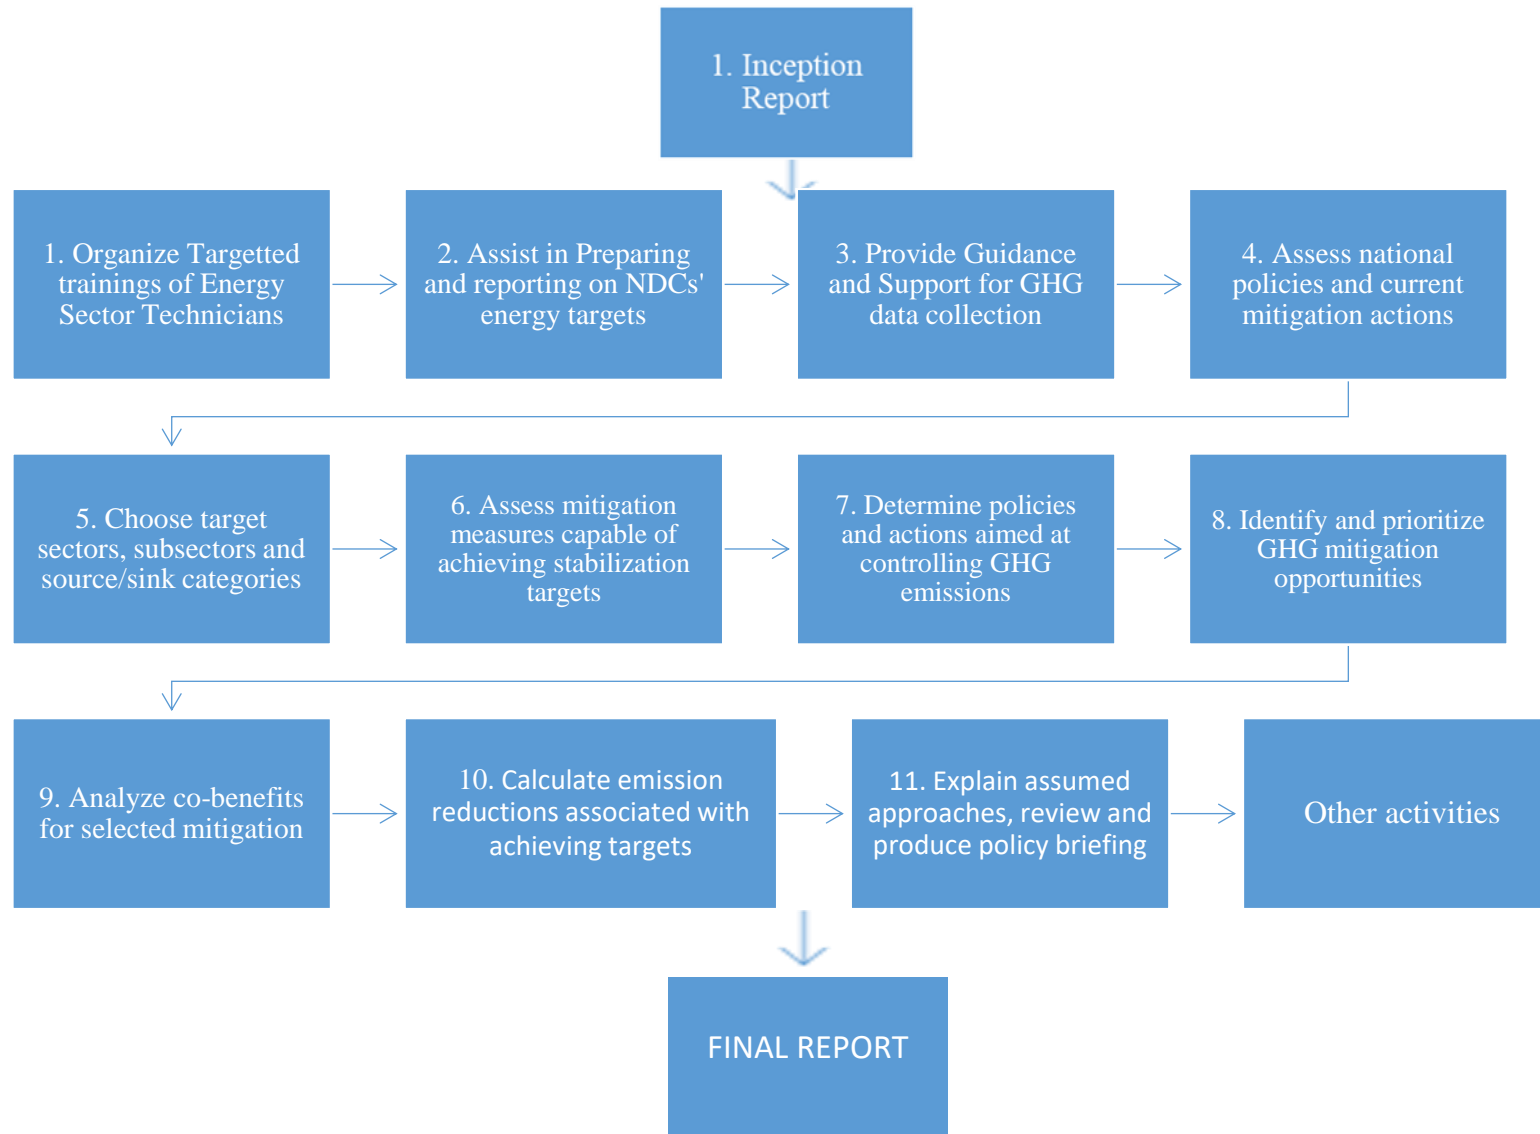 1. Inception
Report
1. Organize Targetted
trainings of Energy
Sector Technicians
2. Assist in Preparing
and reporting on NDCs'
energy targets
3. Provide Guidance
and Support for GHG
data collection
4. Assess national
policies and current
mitigation actions
5. Choose target
sectors, subsectors and
source/sink categories
6. Assess mitigation
measures capable of
achieving stabilization
targets
7. Determine policies
and actions aimed at
controlling GHG
emissions
8. Identify and prioritize
GHG mitigation
opportunities
9. Analyze co-benefits
for selected mitigation
10. Calculate emission
reductions associated with
achieving targets
11. Explain assumed
approaches, review and
produce policy briefing
Other activities
FINAL REPORT